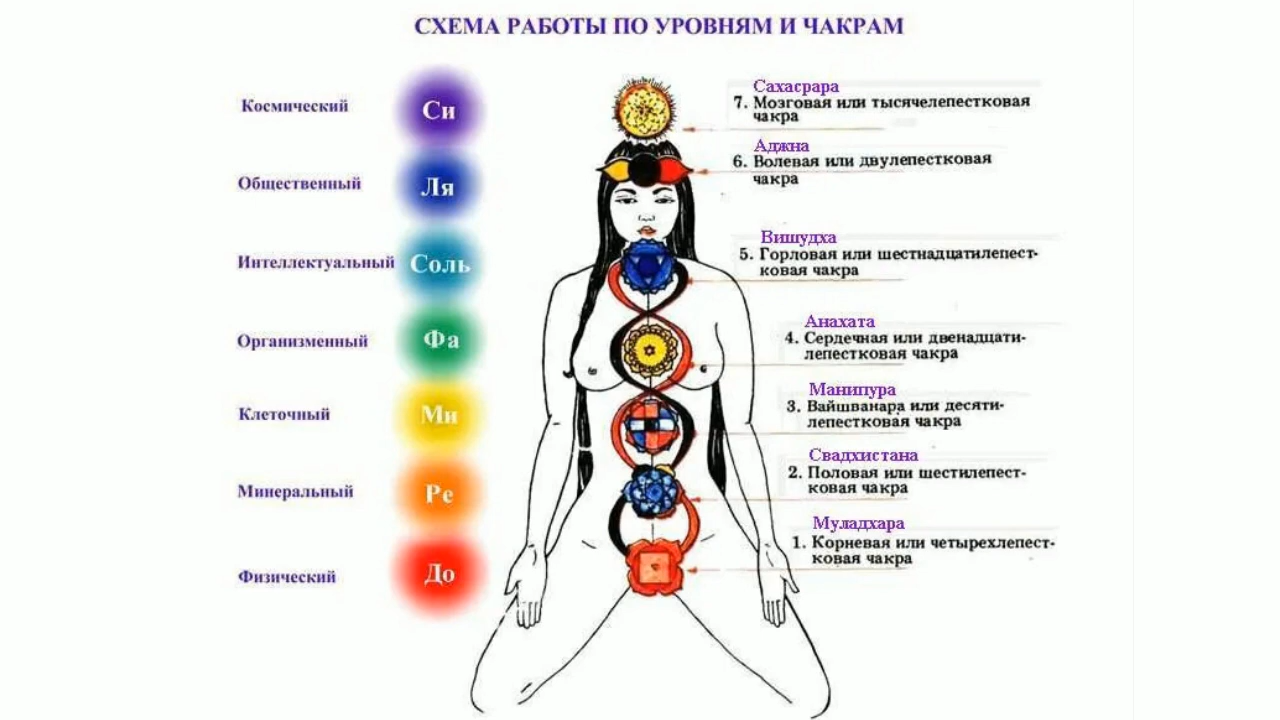 СХЕМА РАБОТЫ ПО УРОВНЯМ И ЧАКРАМ
Космический
Си
Сахасрара
7. Мозговая или тысячелепестковая
чакра
Общественный
Ля
Аджна
6. Волевая или двулепестковая
чакра
Интеллектуальный
Соль
Вишудха
5. Горловая или шестнадцатилепест-
ковая чакра
Организменный
Фа
Анахата
4. Сердечная или двенадцати-
лепестковая чакра
Клеточный
Ми
Манипура
3. Вайшванара или десяти-
лепестковая чакра
Минеральный
Ре
Свадхистана
2. Половая или шестилепест-
ковая чакра
Физический
До
Муладхара
1. Корневая или четырехлепест-
ковая чакра